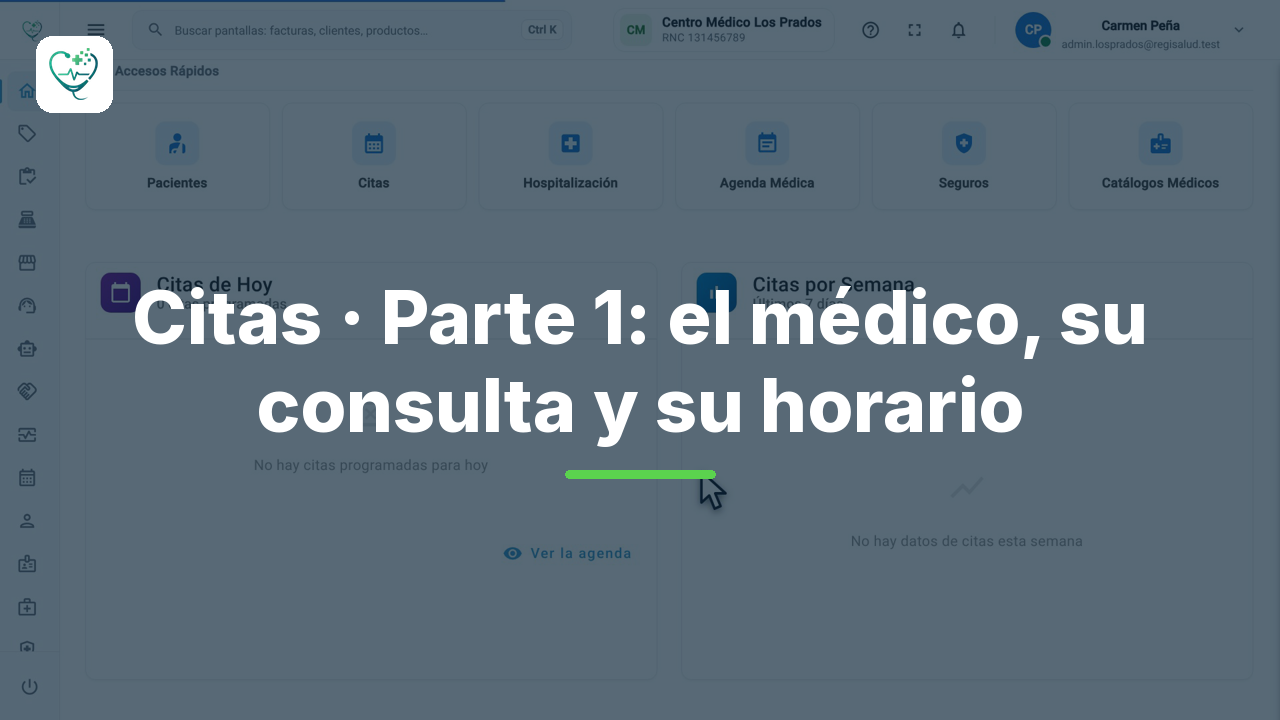 Buscar pantallas: facturas, clientes, productos...
Ctrl K
CM
Centro Médico Los Prados
RNC 131456789
CP
Carmen Peña
admin.losprados@regisalud.test
Accesos Rápidos
Pacientes
Citas
Hospitalización
Agenda Médica
Seguros
Catálogos Médicos
Citas de Hoy
Citas por Semana
Últimos 7 días
Citas · Parte 1: el médico, su
consulta y su horario
No hay citas programadas para hoy
Ver la agenda
No hay datos de citas esta semana